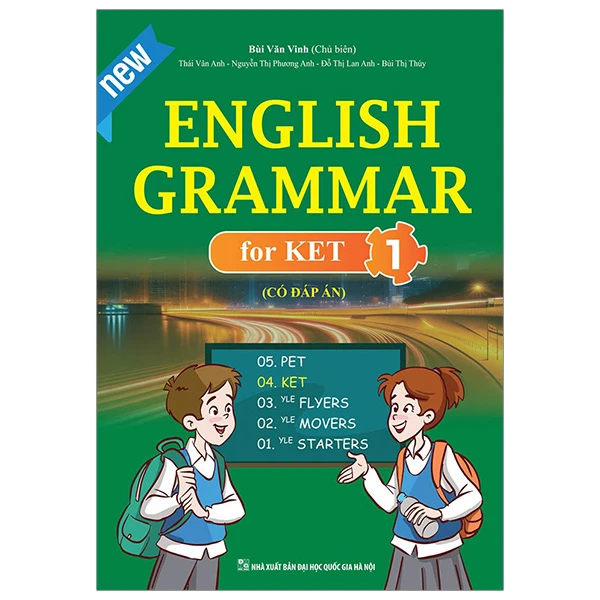 new
Bùi Văn Vinh (Chủ biên)
Thái Vân Anh - Nguyễn Thị Phương Anh - Đỗ Thị Lan Anh - Bùi Thị Thủy
ENGLISH
GRAMMAR
for KET 1
(CÓ ĐÁP ÁN)
05. PET
04. KET
03. YLE FLYERS
02. YLE MOVERS
01. YLE STARTERS
NHÀ XUẤT BẢN ĐẠI HỌC QUỐC GIA HÀ NỘI